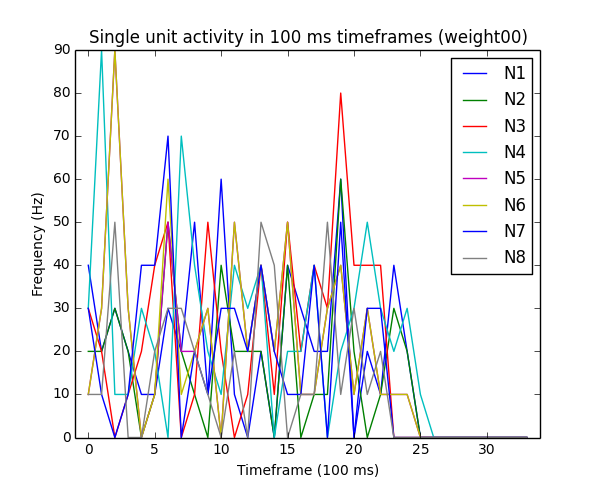 Single unit activity in 100 ms timeframes (weight00)
90
80
70
60
50
40
30
20
10
0
Frequency (Hz)
N1
N2
N3
N4
N5
N6
N7
N8
0 5 10 15 20 25 30
Timeframe (100 ms)